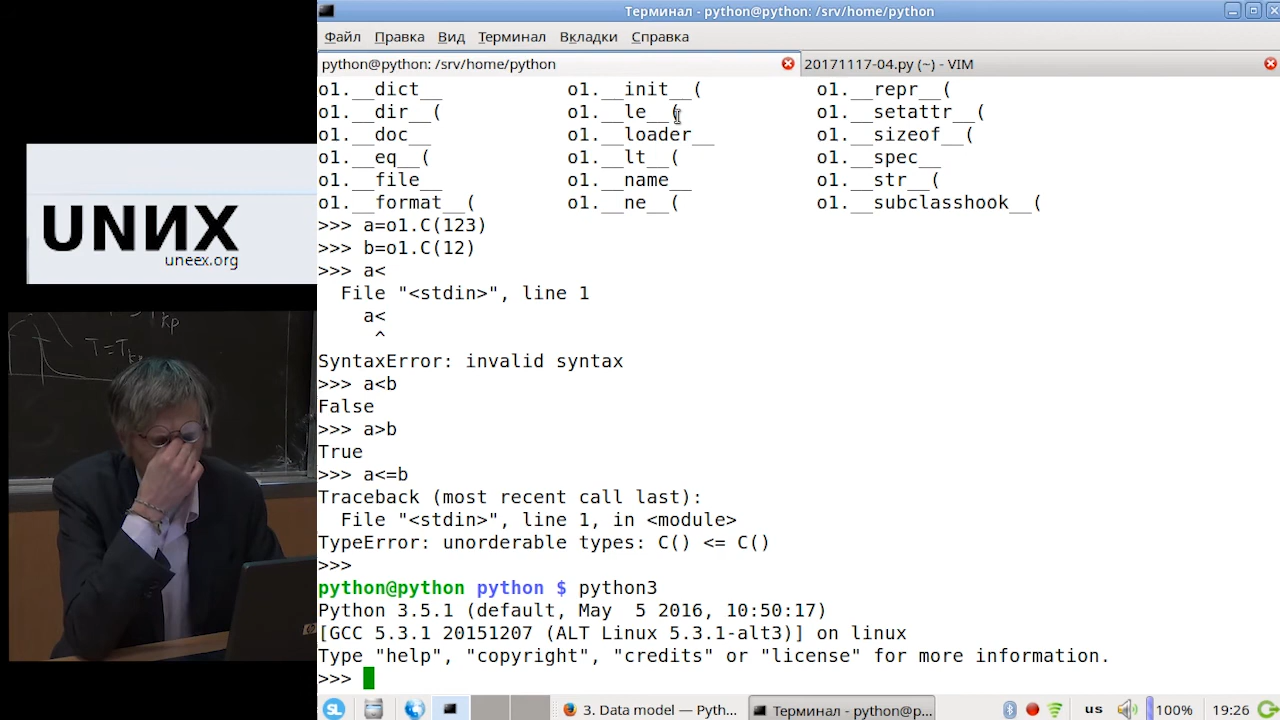 Терминал - python@python: /srv/home/python
Файл Правка Вид Терминал Вкладки Справка
python@python: /srv/home/python 20171117-04.py (~) - VIM
o1.__dict__ o1.__init__( o1.__repr__(
o1.__dir__( o1.__le__( o1.__setattr__(
o1.__doc__ o1.__loader__ o1.__sizeof__(
o1.__eq__( o1.__lt__( o1.__spec__
o1.__file__ o1.__name__ o1.__str__(
o1.__format__( o1.__ne__( o1.__subclasshook__(
>>> a=o1.C(123)
>>> b=o1.C(12)
>>> a<
File "<stdin>", line 1
a<
^
SyntaxError: invalid syntax
>>> a<b
False
>>> a>b
True
>>> a<=b
Traceback (most recent call last):
File "<stdin>", line 1, in <module>
TypeError: unorderable types: C() <= C()
>>>
python@python python $ python3
Python 3.5.1 (default, May  5 2016, 10:50:17)
[GCC 5.3.1 20151207 (ALT Linux 5.3.1-alt3)] on linux
Type "help", "copyright", "credits" or "license" for more information.
>>>
3. Data model — Pyth... Терминал - python@p... us 100% 19:26
UNИX
uneex.org
T=T
кр
hp